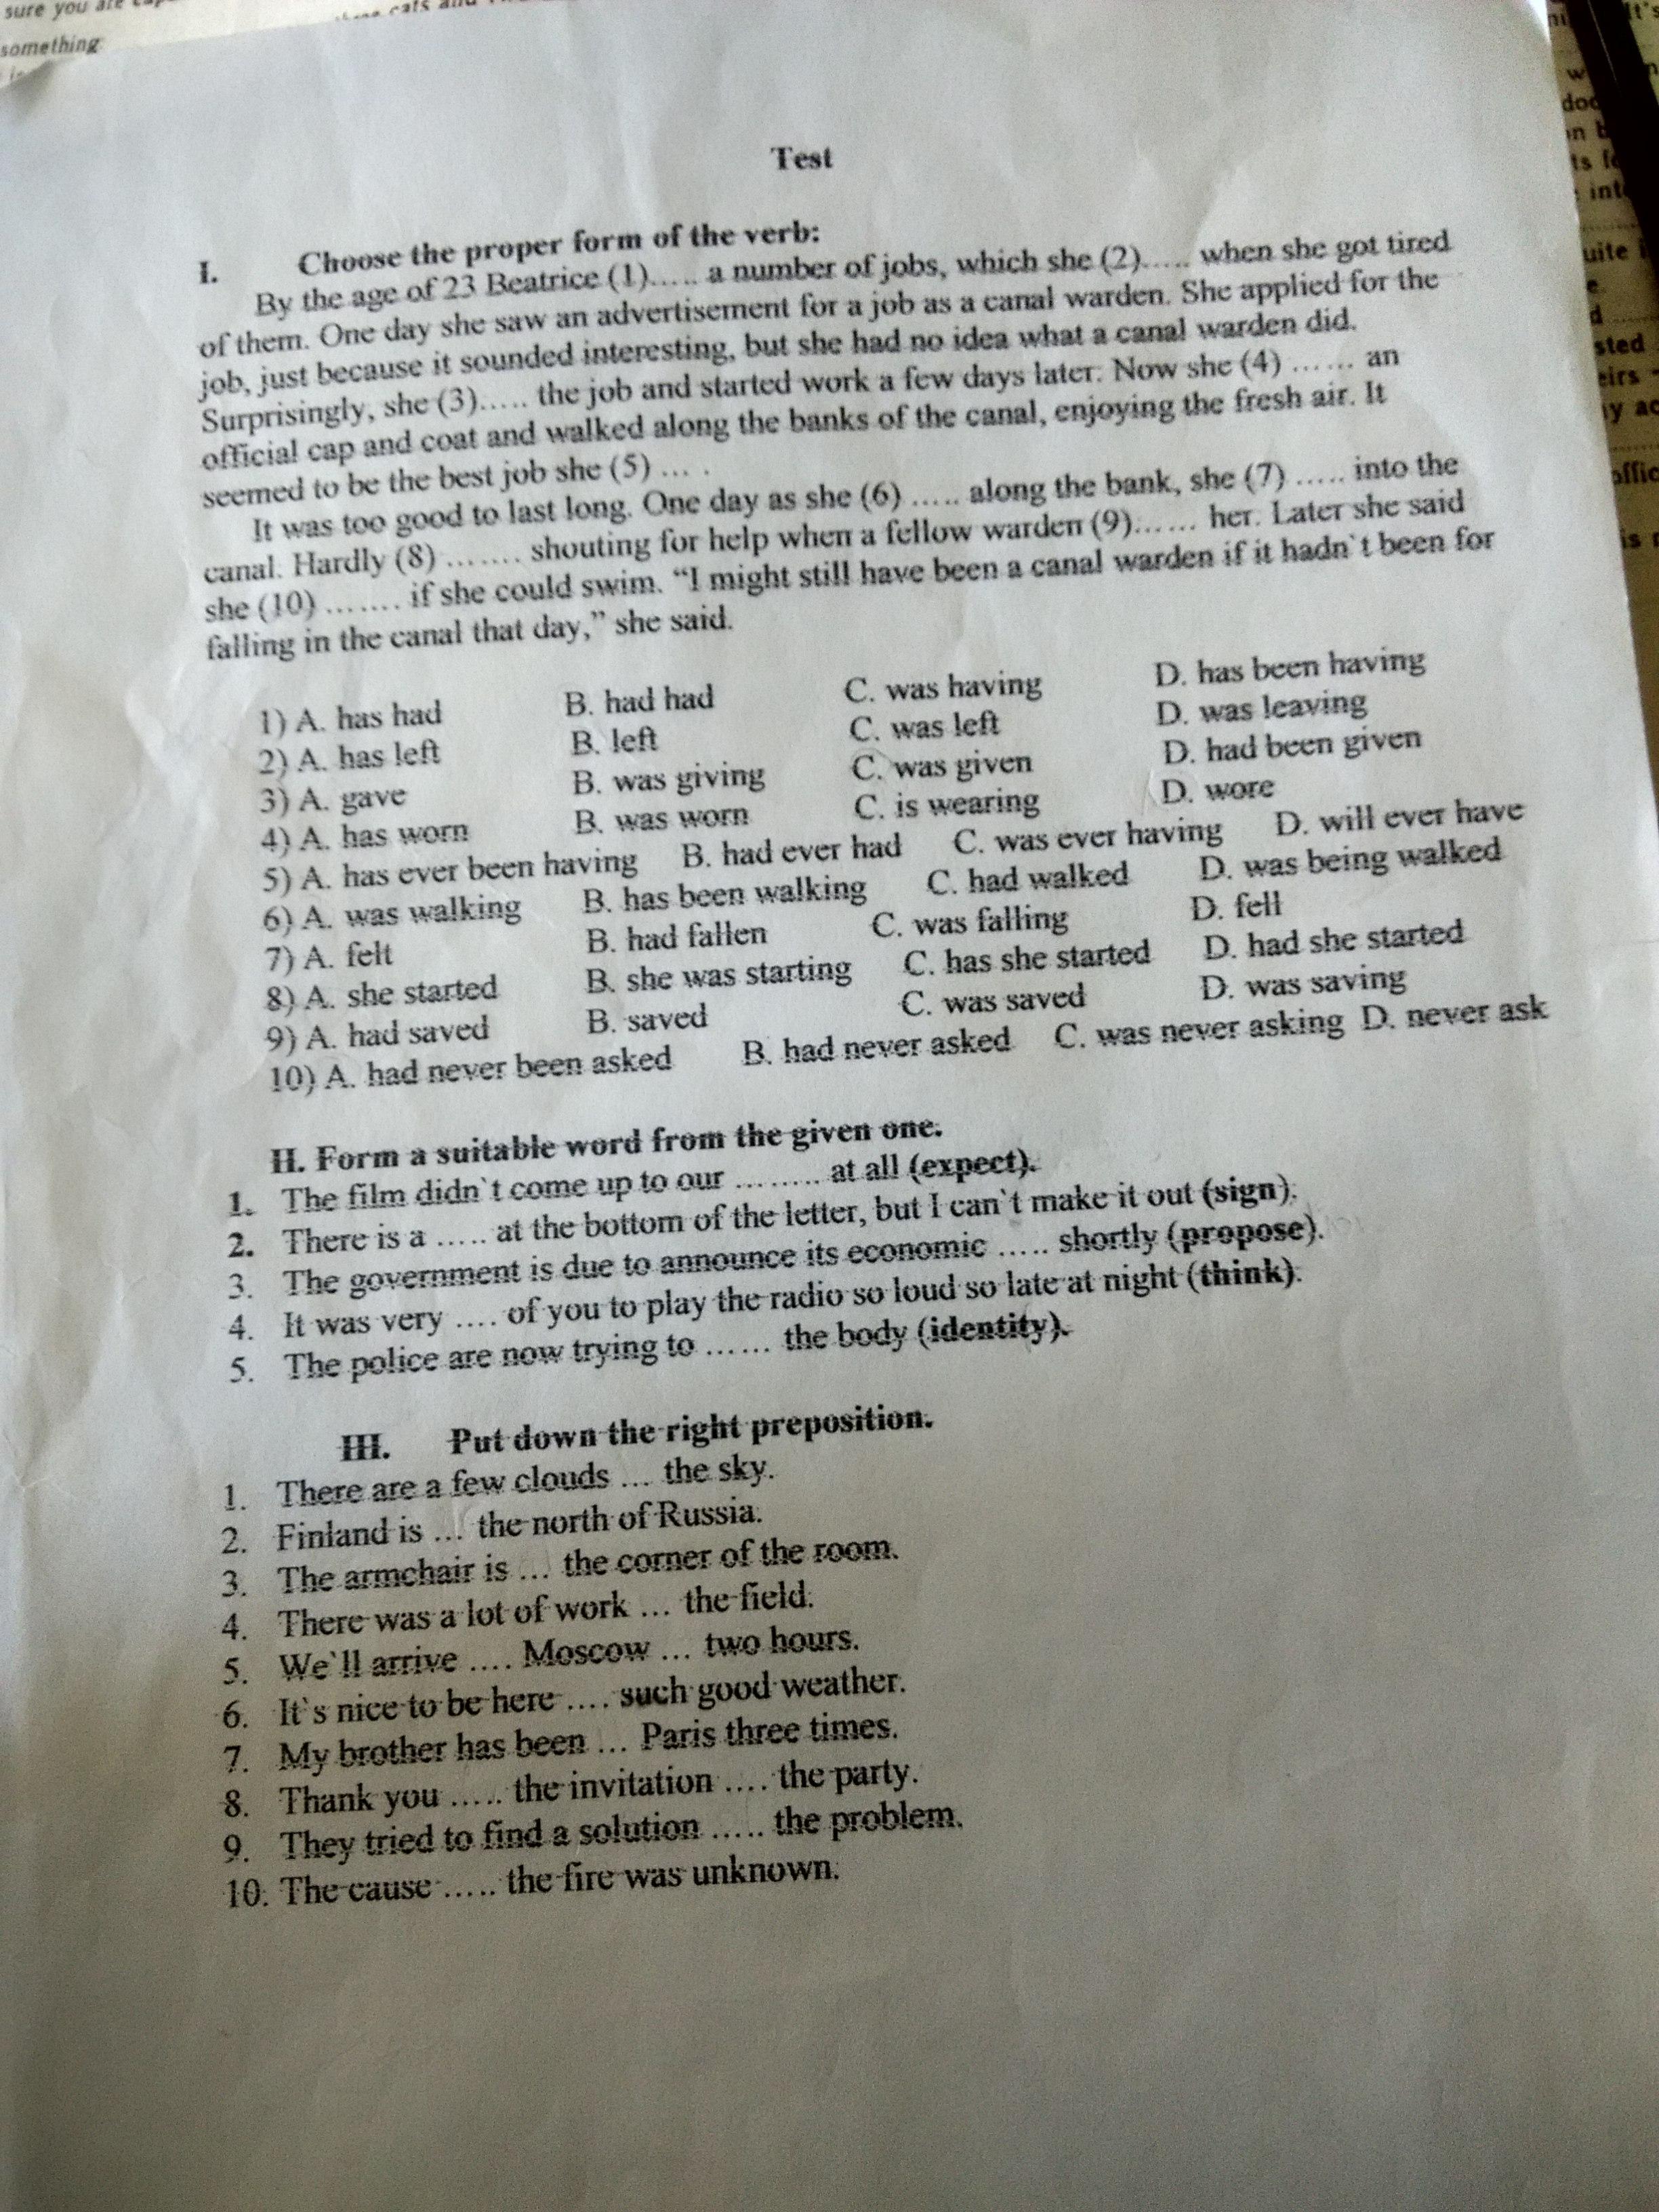 sure you are
something
Test
I. Choose the proper form of the verb:
By the age of 23 Beatrice (1)..... a number of jobs, which she (2)..... when she got tired
of them. One day she saw an advertisement for a job as a canal warden. She applied for the
job, just because it sounded interesting, but she had no idea what a canal warden did.
Surprisingly, she (3)..... the job and started work a few days later. Now she (4) ...... an
official cap and coat and walked along the banks of the canal, enjoying the fresh air. It
seemed to be the best job she (5) ... .
It was too good to last long. One day as she (6) ..... along the bank, she (7) ..... into the
canal. Hardly (8) ....... shouting for help when a fellow warden (9)...... her. Later she said
she (10) ....... if she could swim. “I might still have been a canal warden if it hadn`t been for
falling in the canal that day,” she said.
1) A. has had B. had had C. was having D. has been having
2) A. has left B. left C. was left D. was leaving
3) A. gave B. was giving C. was given D. had been given
4) A. has worn B. was worn C. is wearing D. wore
5) A. has ever been having B. had ever had C. was ever having D. will ever have
6) A. was walking B. has been walking C. had walked D. was being walked
7) A. felt B. had fallen C. was falling D. fell
8) A. she started B. she was starting C. has she started D. had she started
9) A. had saved B. saved C. was saved D. was saving
10) A. had never been asked B. had never asked C. was never asking D. never ask
II. Form a suitable word from the given one.
1. The film didn`t come up to our ........ at all (expect).
2. There is a ..... at the bottom of the letter, but I can`t make it out (sign).
3. The government is due to announce its economic ..... shortly (propose).
4. It was very .... of you to play the radio so loud so late at night (think).
5. The police are now trying to ...... the body (identity).
III. Put down the right preposition.
1. There are a few clouds ... the sky.
2. Finland is ... the north of Russia.
3. The armchair is ... the corner of the room.
4. There was a lot of work ... the field.
5. We`ll arrive .... Moscow ... two hours.
6. It`s nice to be here .... such good weather.
7. My brother has been ... Paris three times.
8. Thank you ..... the invitation .... the party.
9. They tried to find a solution ..... the problem.
10. The cause ..... the fire was unknown.